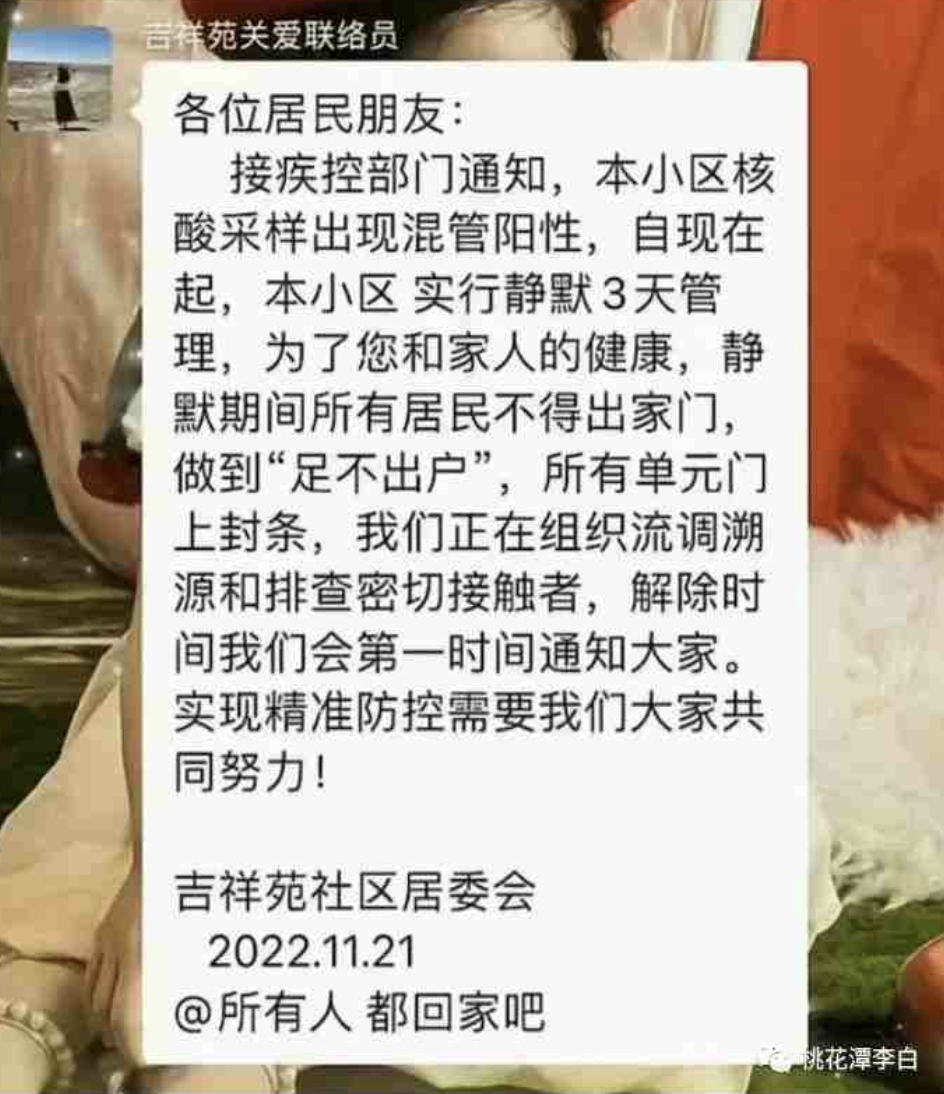 吉祥苑关爱联络员
各位居民朋友：
接疾控部门通知，本小区核
酸采样出现混管阳性，自现在
起，本小区 实行静默3天管
理，为了您和家人的健康，静
默期间所有居民不得出家门，
做到“足不出户”，所有单元门
上封条，我们正在组织流调溯
源和排查密切接触者，解除时
间我们会第一时间通知大家。
实现精准防控需要我们大家共
同努力！
吉祥苑社区居委会
2022.11.21
@所有人 都回家吧
桃花潭李白